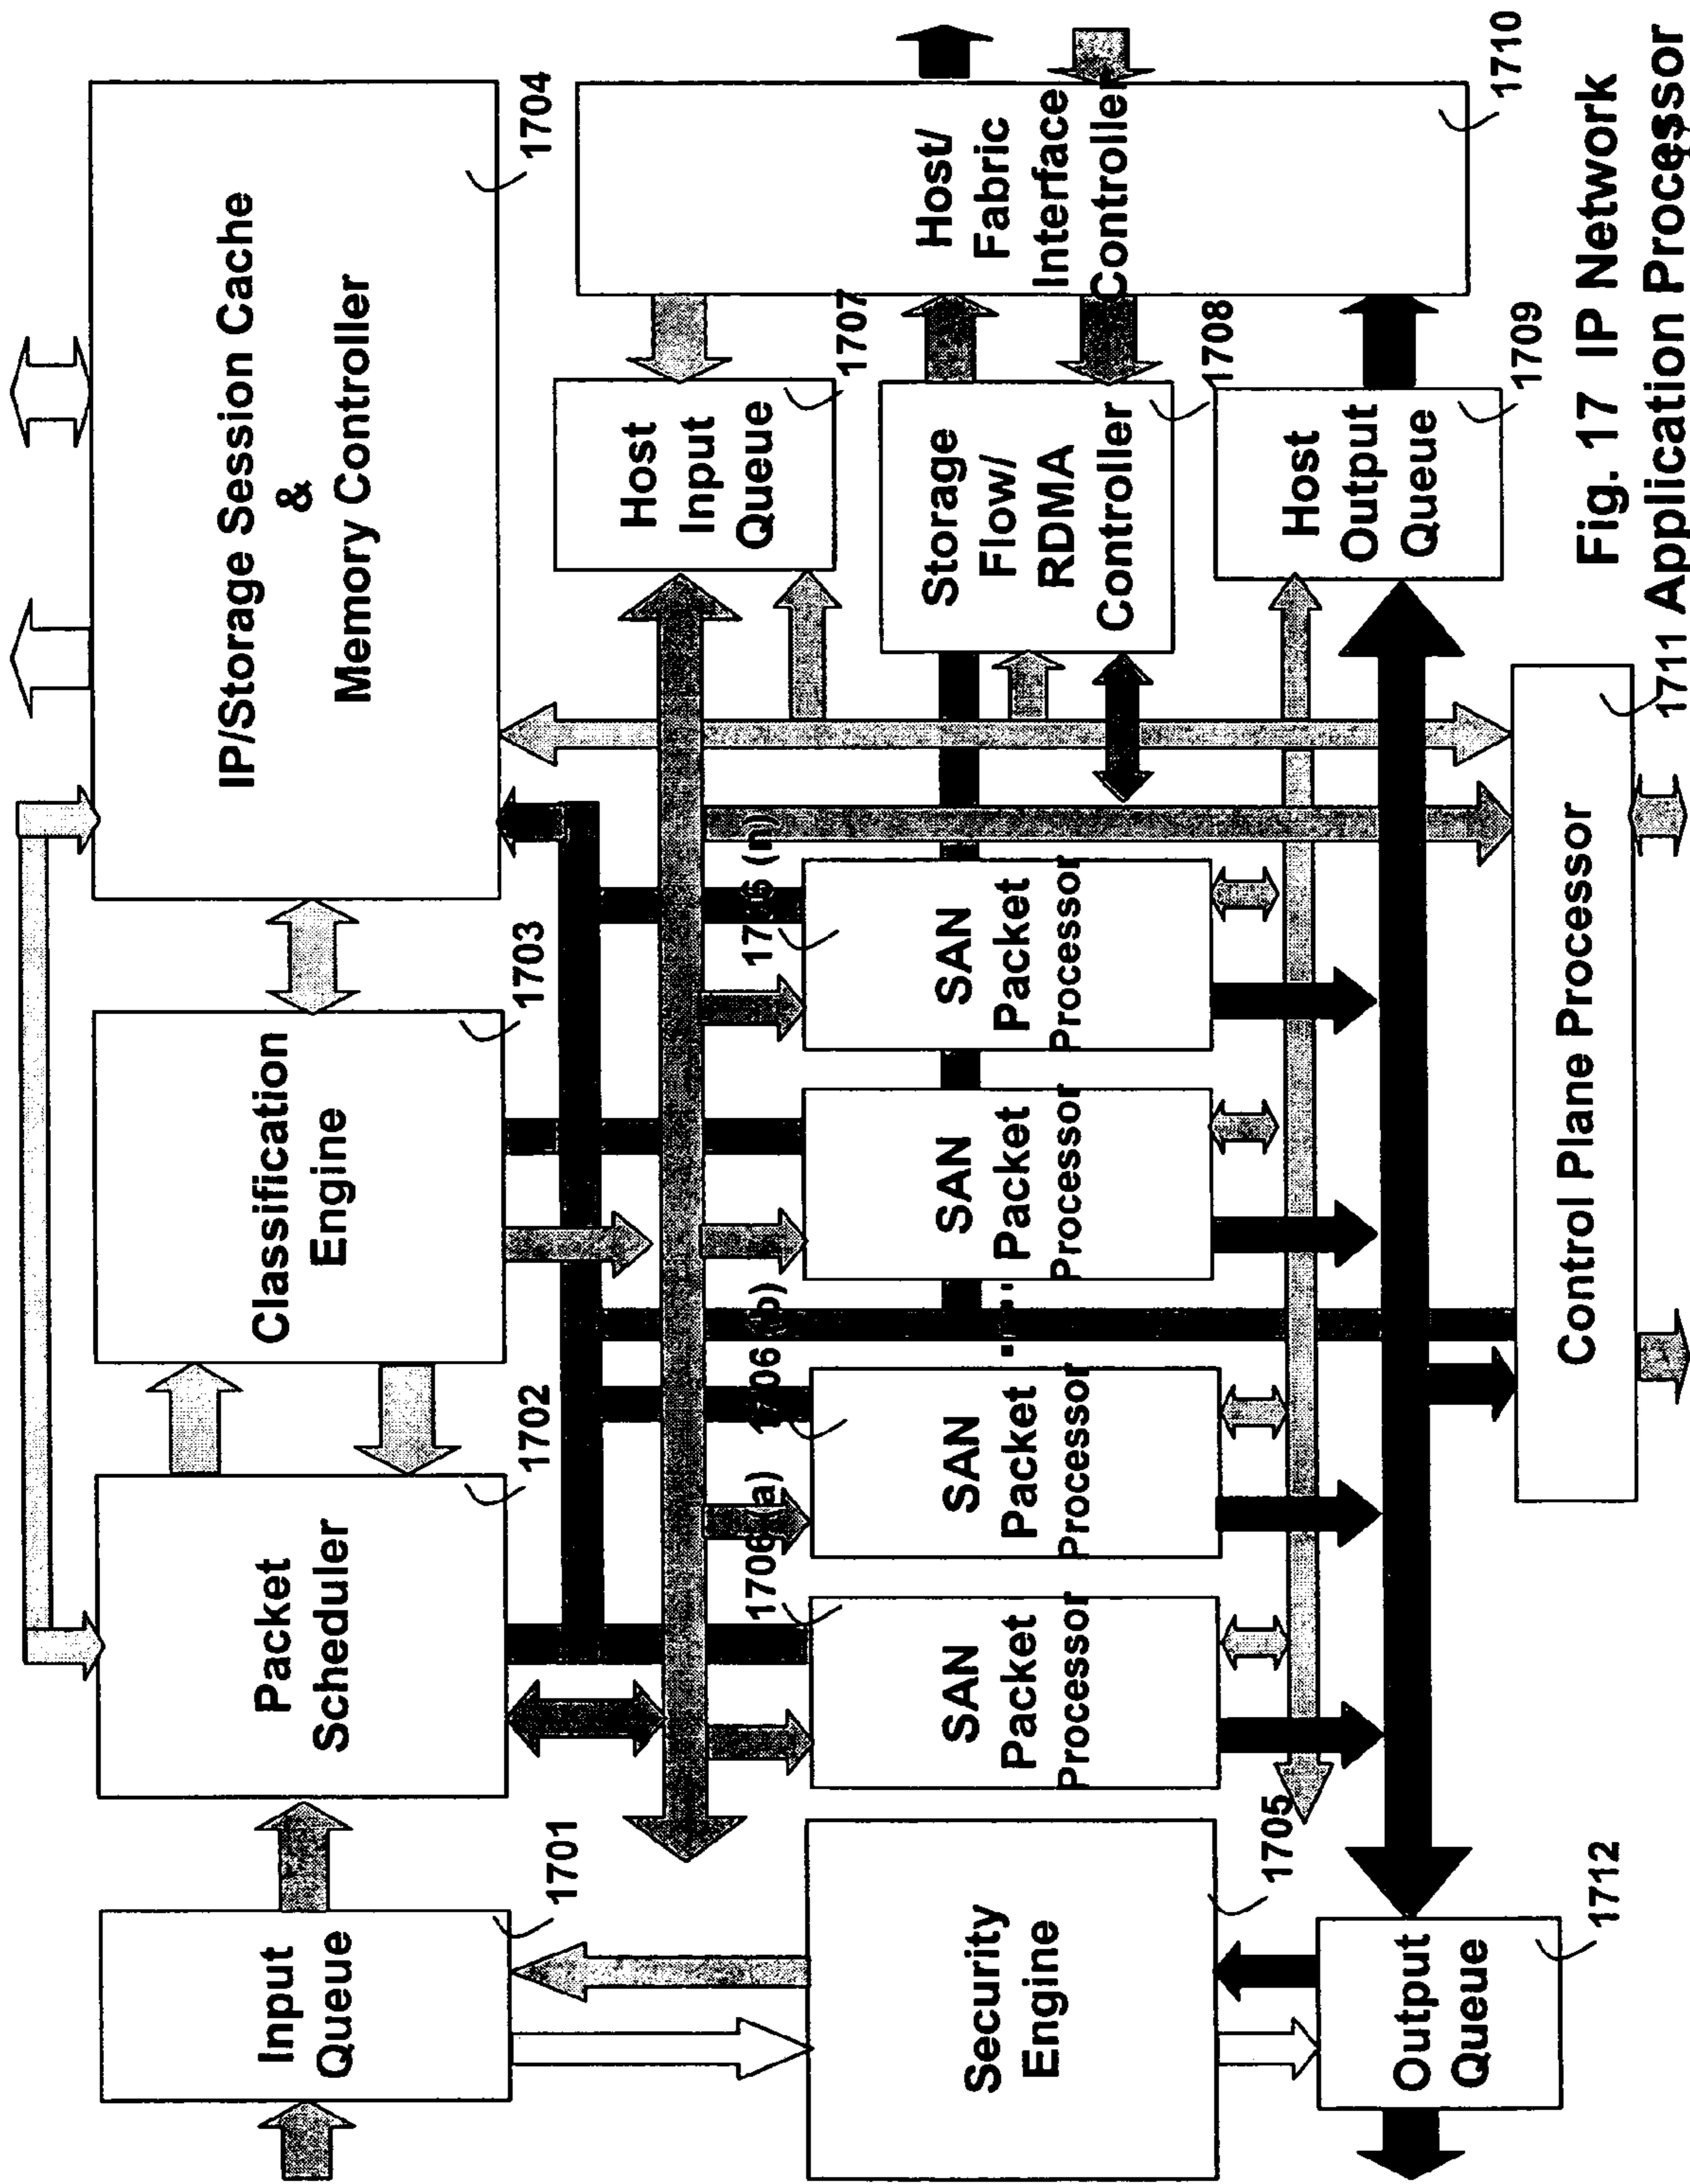 Input
Queue
1701
Packet
Scheduler
1702
Classification
Engine
1703
IP/Storage Session Cache
&
Memory Controller
1704
Security
Engine
1705
1706 (a)
SAN
Packet
Processor
1706 (b)
SAN
Packet
Processor
....
SAN
Packet
Processor
1706 (n)
SAN
Packet
Processor
Host
Input
Queue
1707
Storage
Flow/
RDMA
Controller
1708
Host
Output
Queue
1709
Host/
Fabric
Interface
Controller
1710
Output
Queue
1712
Control Plane Processor
1711
Fig. 17 IP Network
Application Processor